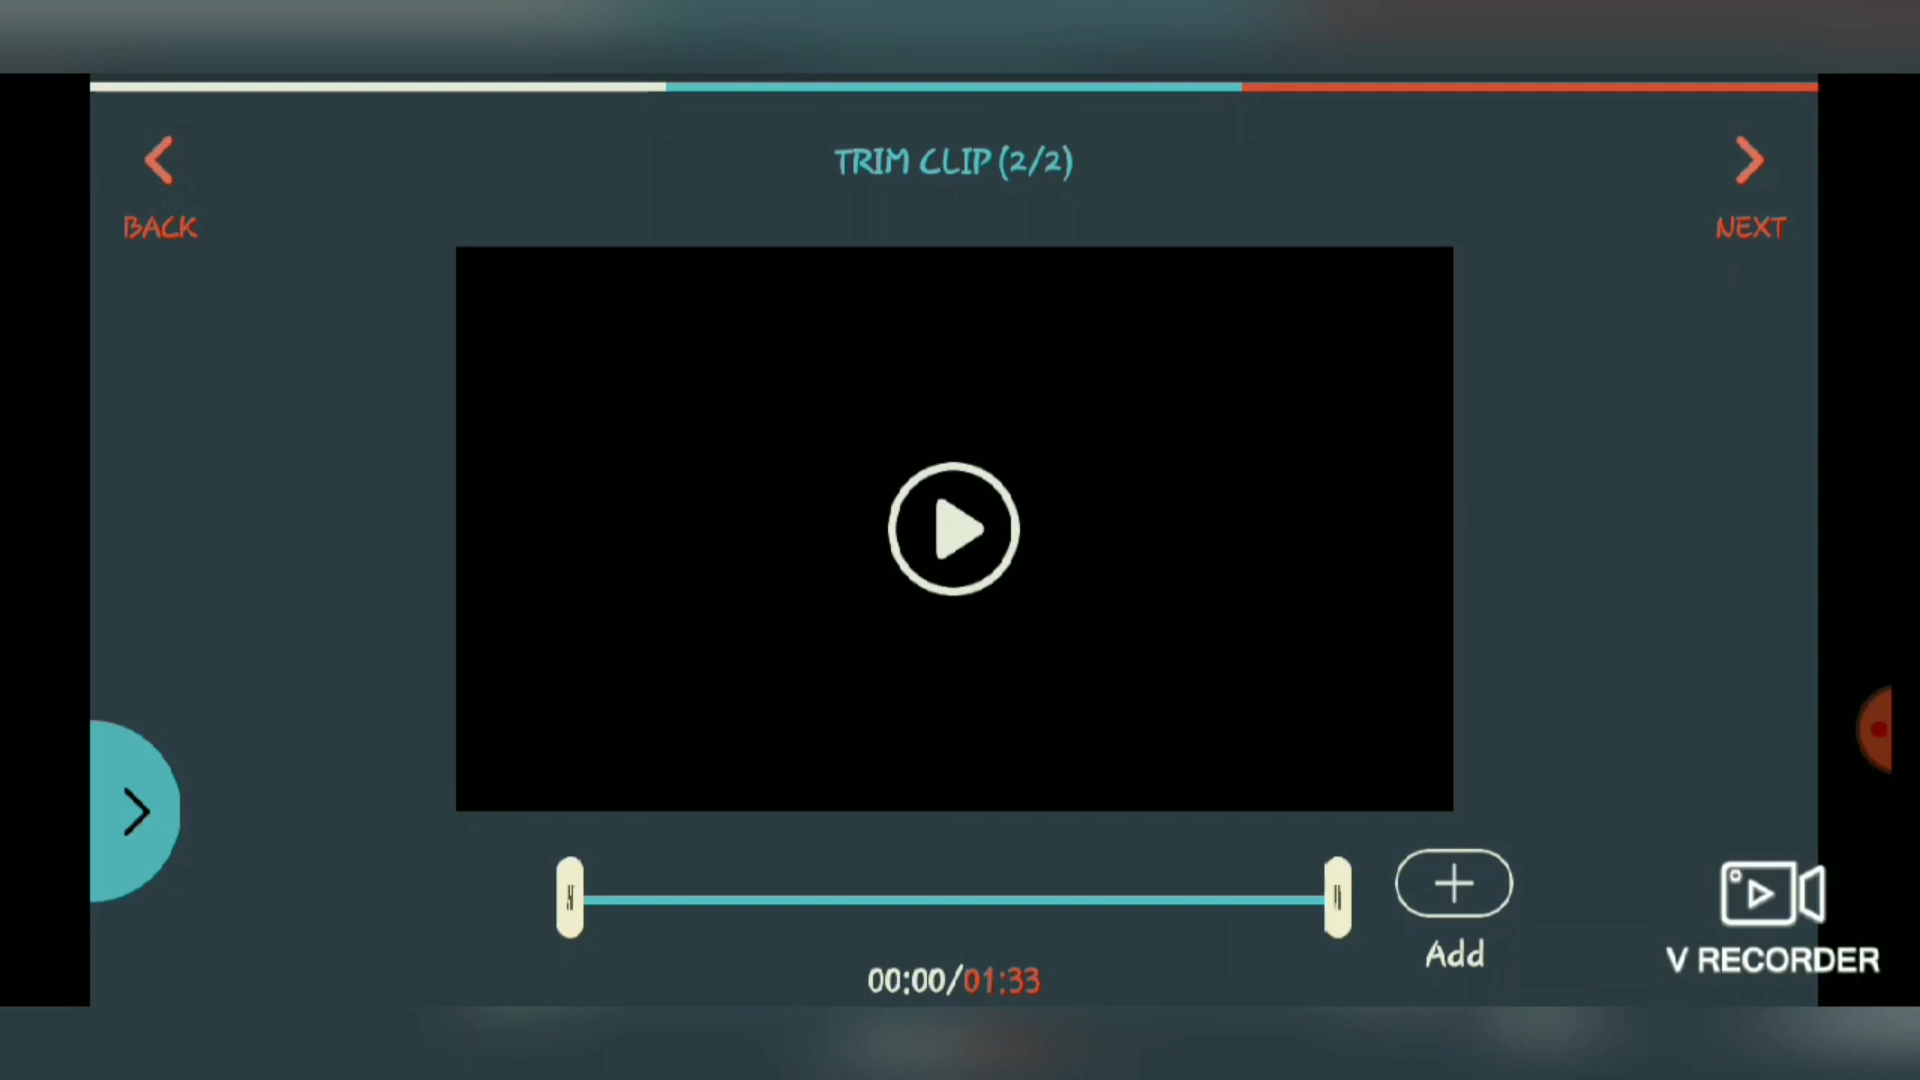 TRIM CLIP (2/2)
BACK
NEXT
Add
00:00/01:33
V RECORDER